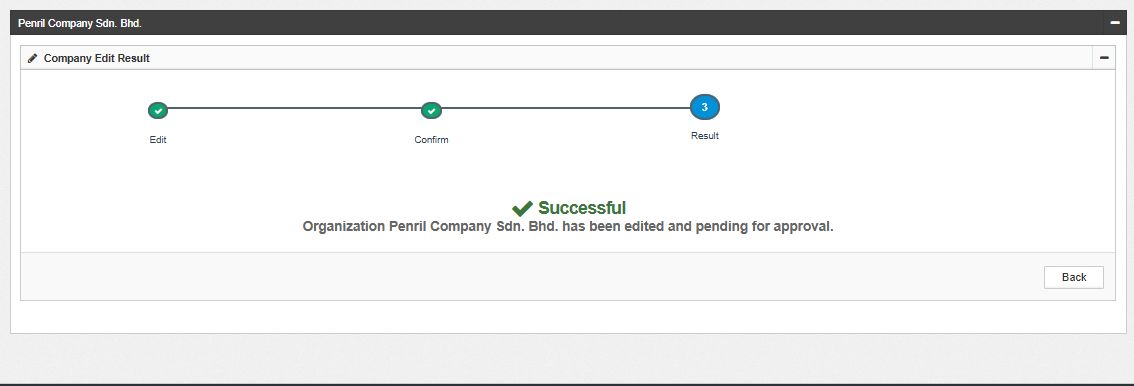 Penril Company Sdn. Bhd.
Company Edit Result
3
Edit
Confirm
Result
Successful
Organization Penril Company Sdn. Bhd. has been edited and pending for approval.
Back